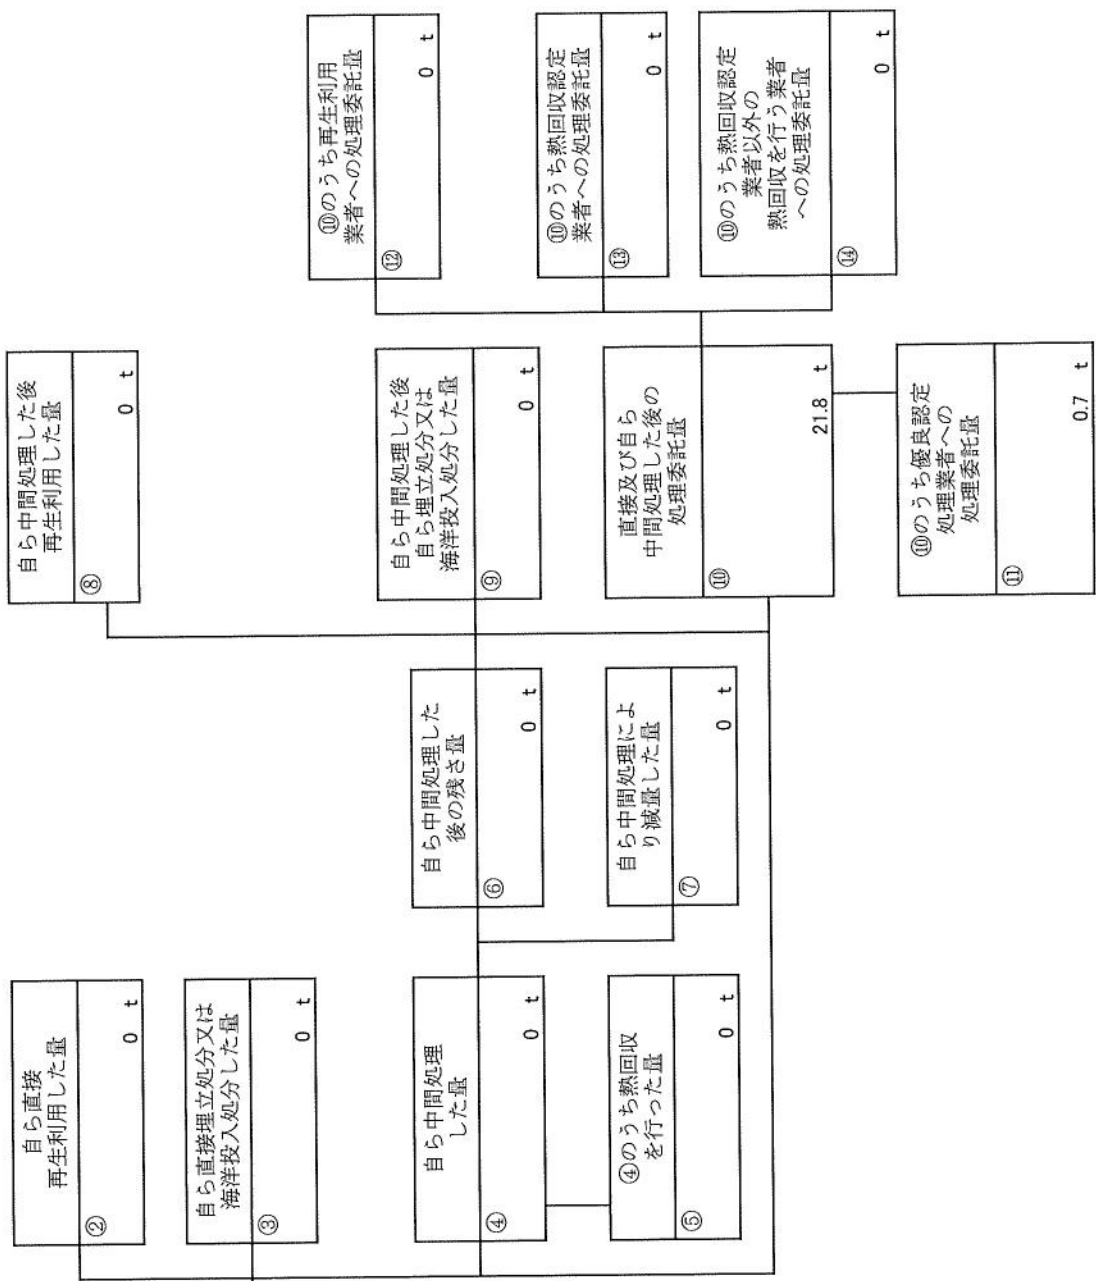 自ら直接
再生利用した量
②
0 t
自ら直接埋立処分又は
海洋投入処分した量
③
0 t
自ら中間処理
した量
④
0 t
④のうち熱回収
を行った量
⑤
0 t
自ら中間処理した
後の残さ量
⑥
0 t
自ら中間処理によ
り減量した量
⑦
0 t
自ら中間処理した後
再生利用した量
⑧
0 t
自ら中間処理した後
自ら埋立処分又は
海洋投入処分した量
⑨
0 t
直接及び自ら
中間処理した後の
処理委託量
⑩
21.8 t
⑩のうち優良認定
処理業者への
処理委託量
⑪
0.7 t
⑩のうち再生利用
業者への処理委託量
⑫
0 t
⑩のうち熱回収認定
業者への処理委託量
⑬
0 t
⑩のうち熱回収認定
業者以外の
熱回収を行う業者
への処理委託量
⑭
0 t